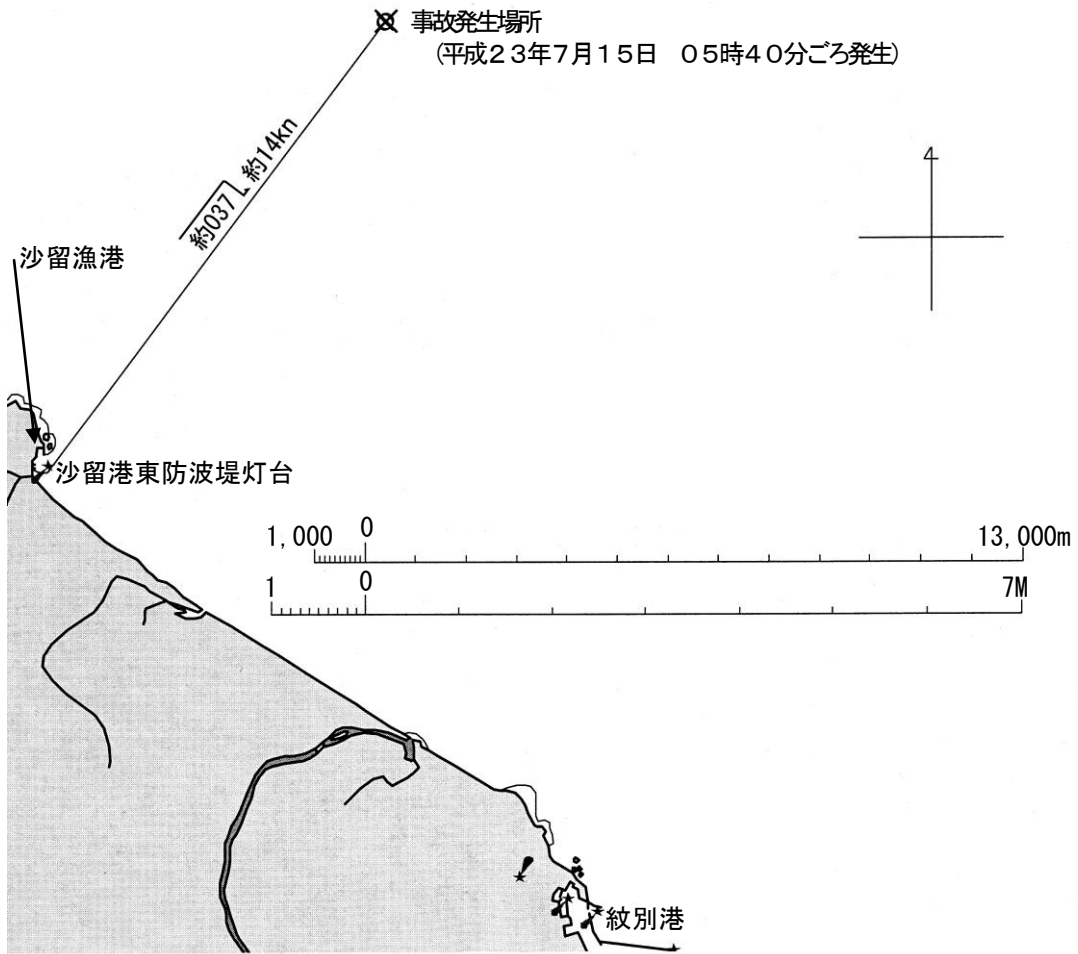 事故発生場所
(平成23年7月15日 05時40分ごろ発生)
約037 約14kn
4
沙留漁港
沙留港東防波堤灯台
1,000 0 13,000m
1 0 7M
紋別港